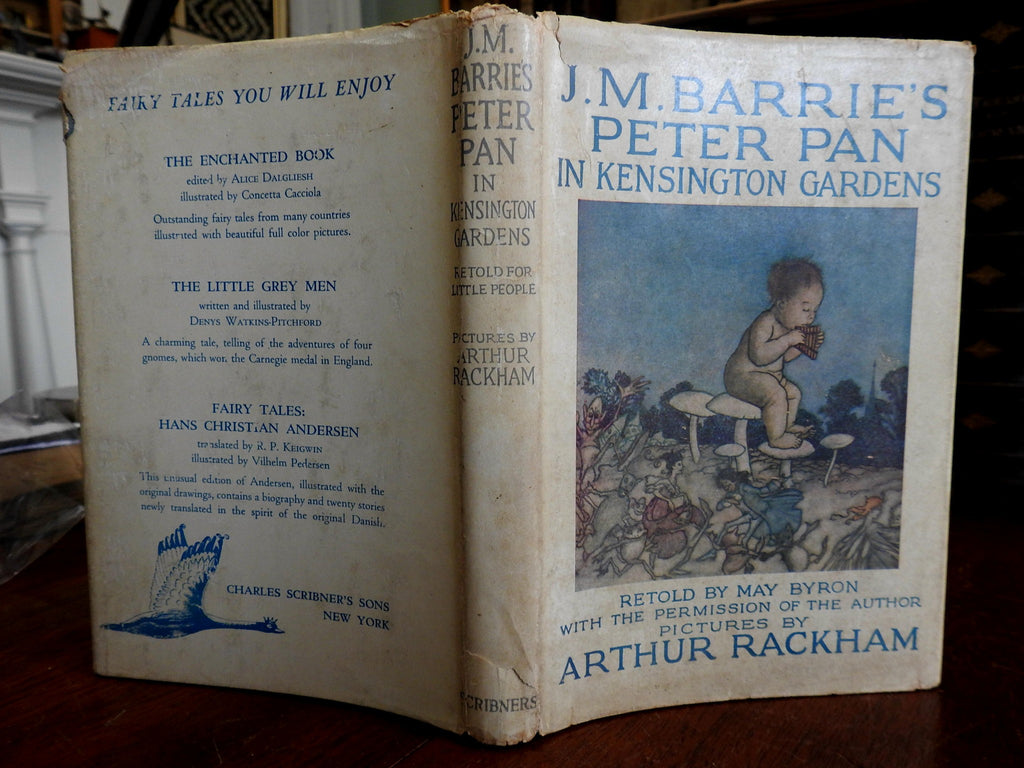 FAIRY TALES YOU WILL ENJOY
THE ENCHANTED BOOK
edited by ALICE DALGLIESH
illustrated by Concetta Cacciola
Outstanding fairy tales from many countries
illustrated with beautiful full color pictures.
THE LITTLE GREY MEN
written and illustrated by
DENYS WATKINS-PITCHFORD
A charming tale, telling of the adventures of four
gnomes, which won the Carnegie medal in England.
FAIRY TALES:
HANS CHRISTIAN ANDERSEN
translated by R. P. KEIGWIN
illustrated by Vilhelm Pedersen
This unusual edition of Andersen, illustrated with the
original drawings, contains a biography and twenty stories
newly translated in the spirit of the original Danish.
CHARLES SCRIBNER'S SONS
NEW YORK
J.M.
BARRIE'S
PETER
PAN
IN
KENSINGTON
GARDENS
RETOLD FOR
LITTLE PEOPLE
PICTURES BY
ARTHUR
RACKHAM
SCRIBNERS
J.M. BARRIE'S
PETER PAN
IN KENSINGTON GARDENS
RETOLD BY MAY BYRON
WITH THE PERMISSION OF THE AUTHOR
PICTURES BY
ARTHUR RACKHAM